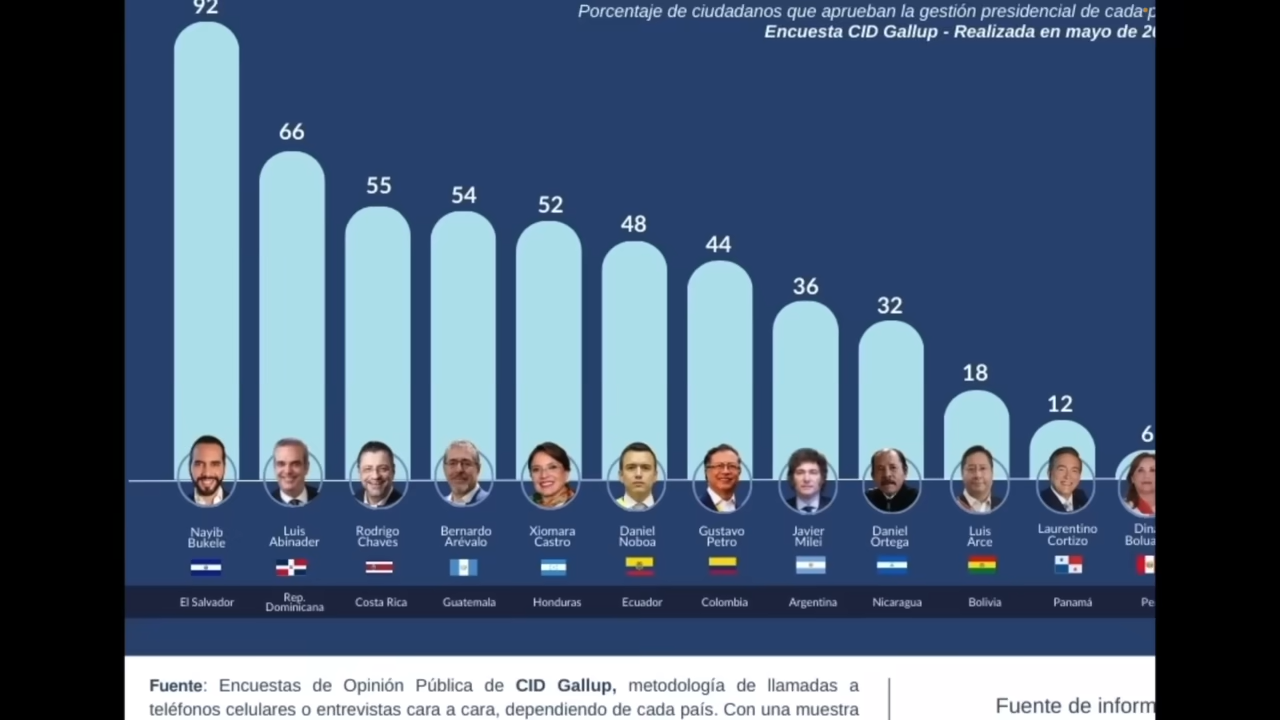 92
Porcentaje de ciudadanos que aprueban la gestión presidencial de cada
Encuesta CID Gallup - Realizada en mayo de
66
55
54
52
48
44
36
32
18
12
6
Nayib Bukele
Luis Abinader
Rodrigo Chaves
Bernardo Arévalo
Xiomara Castro
Daniel Noboa
Gustavo Petro
Javier Milei
Daniel Ortega
Luis Arce
Laurentino Cortizo
El Salvador
Rep. Dominicana
Costa Rica
Guatemala
Honduras
Ecuador
Colombia
Argentina
Nicaragua
Bolivia
Panamá
Fuente: Encuestas de Opinión Pública de CID Gallup, metodología de llamadas a
teléfonos celulares o entrevistas cara a cara, dependiendo de cada país. Con una muestra
Fuente de